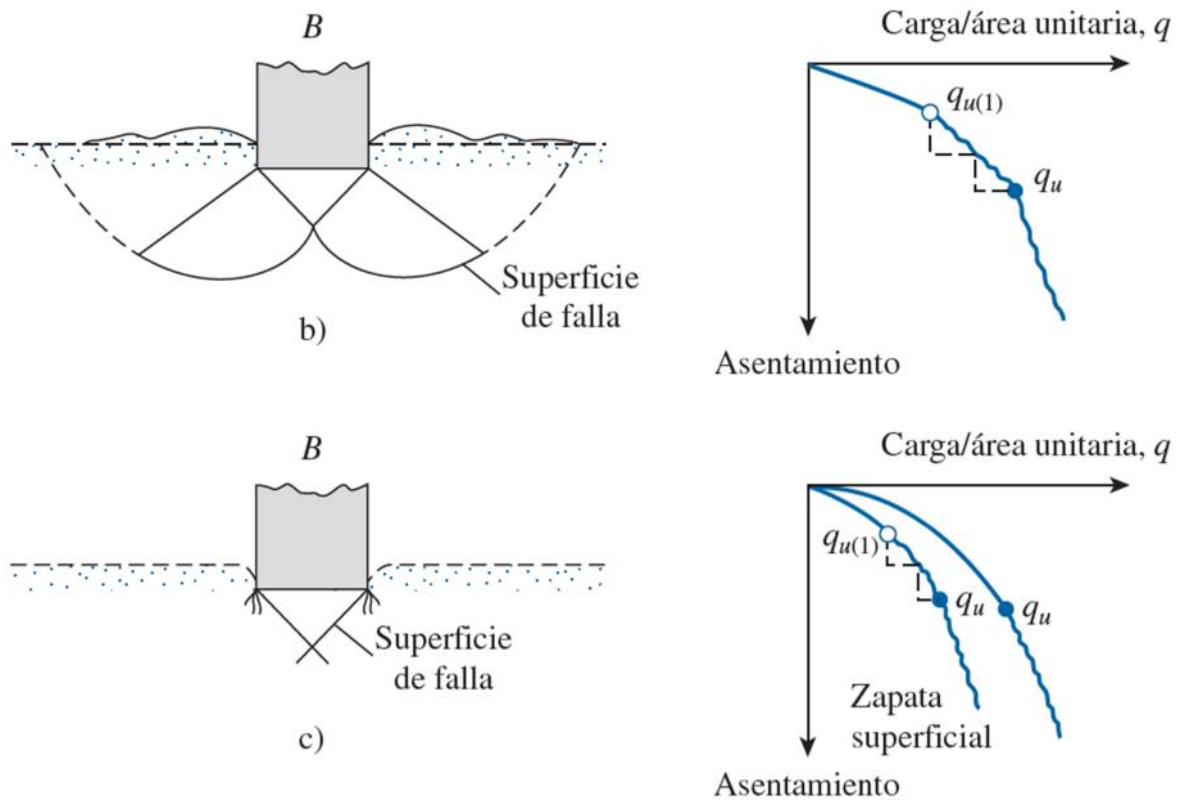 B
Superficie
de falla
b)
Carga/área unitaria, q
qu(1)
qu
Asentamiento
B
Superficie
de falla
c)
Carga/área unitaria, q
qu(1)
qu
qu
Zapata
superficial
Asentamiento